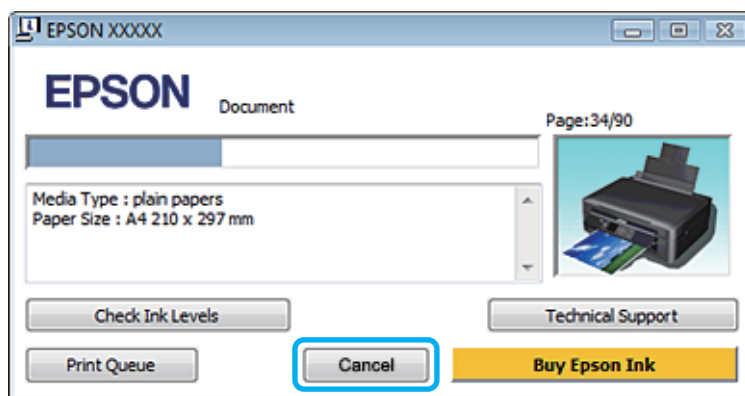 EPSON XXXXX
EPSON
Document
Page:34/90
Media Type : plain papers
Paper Size : A4 210 x 297 mm
Check Ink Levels
Technical Support
Print Queue
Cancel
Buy Epson Ink